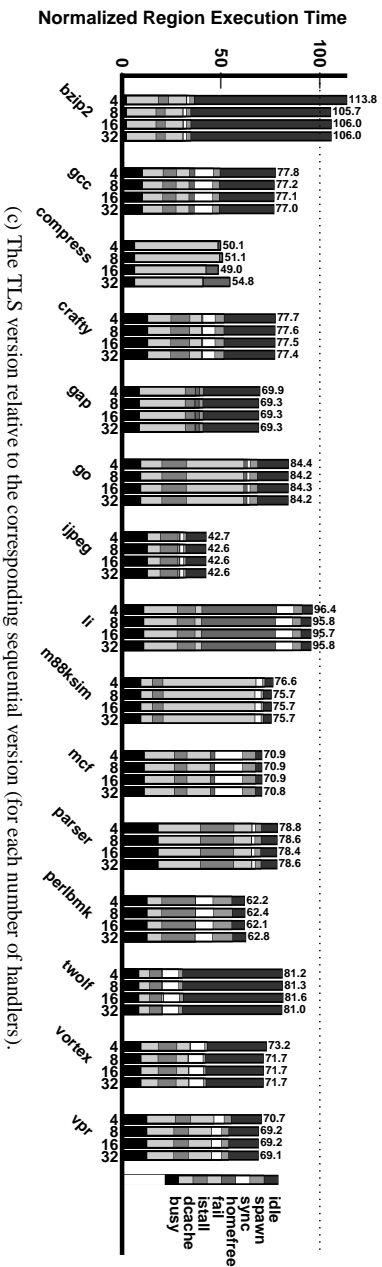 Normalized Region Execution Time
0
50
100
bzip2
4 113.8
8 105.7
16 106.0
32 106.0
gcc
4 77.8
8 77.2
16 77.1
32 77.0
compress
4 50.1
8 51.1
16 49.0
32 54.8
crafty
4 77.7
8 77.6
16 77.5
32 77.4
gap
4 69.9
8 69.3
16 69.3
32 69.3
go
4 84.4
8 84.2
16 84.3
32 84.2
ijpeg
4 42.7
8 42.6
16 42.6
32 42.6
li
4 96.4
8 95.8
16 95.7
32 95.8
m88ksim
4 76.6
8 75.7
16 75.7
32 75.7
mcf
4 70.9
8 70.9
16 70.9
32 70.8
parser
4 78.8
8 78.6
16 78.4
32 78.6
perlbmk
4 62.2
8 62.4
16 62.1
32 62.8
twolf
4 81.2
8 81.3
16 81.6
32 81.0
vortex
4 73.2
8 71.7
16 71.7
32 71.7
vpr
4 70.7
8 69.2
16 69.2
32 69.1
idle
spawn
sync
homefree
fail
istall
dcache
busy
(c) The TLS version relative to the corresponding sequential version (for each number of handlers).